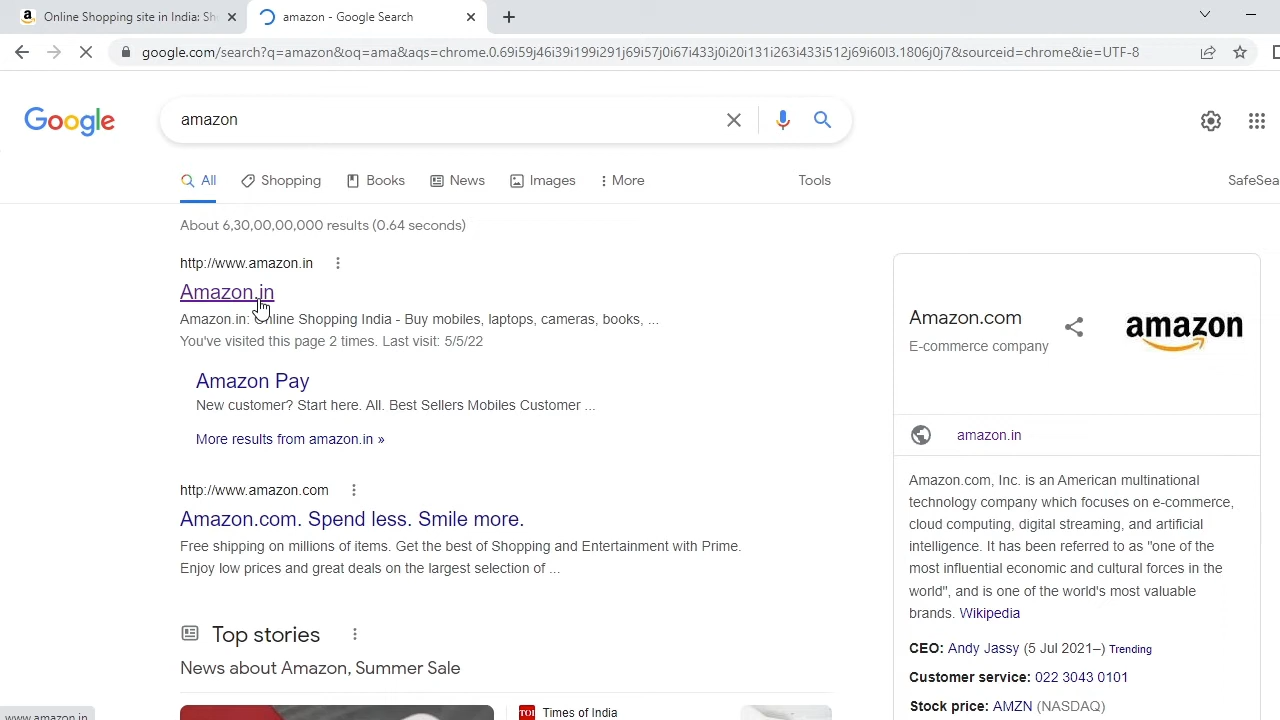 Online Shopping site in India: Sh
amazon - Google Search
google.com/search?q=amazon&oq=ama&aqs=chrome.0.69i59j46i39i199i291j69i57j0i67i433j0i20i131i263i433i512j69i60l3.1806j0j7&sourceid=chrome&ie=UTF-8
Google
amazon
All
Shopping
Books
News
Images
More
Tools
SafeSea
About 6,30,00,00,000 results (0.64 seconds)
http://www.amazon.in
Amazon.in
Amazon.in: Online Shopping India - Buy mobiles, laptops, cameras, books, ...
You've visited this page 2 times. Last visit: 5/5/22
Amazon Pay
New customer? Start here. All. Best Sellers Mobiles Customer ...
More results from amazon.in »
http://www.amazon.com
Amazon.com. Spend less. Smile more.
Free shipping on millions of items. Get the best of Shopping and Entertainment with Prime.
Enjoy low prices and great deals on the largest selection of ...
Top stories
News about Amazon, Summer Sale
TOI Times of India
Amazon.com
E-commerce company
amazon
amazon.in
Amazon.com, Inc. is an American multinational
technology company which focuses on e-commerce,
cloud computing, digital streaming, and artificial
intelligence. It has been referred to as "one of the
most influential economic and cultural forces in the
world", and is one of the world's most valuable
brands. Wikipedia
CEO: Andy Jassy (5 Jul 2021–) Trending
Customer service: 022 3043 0101
Stock price: AMZN (NASDAQ)
www.amazon.in